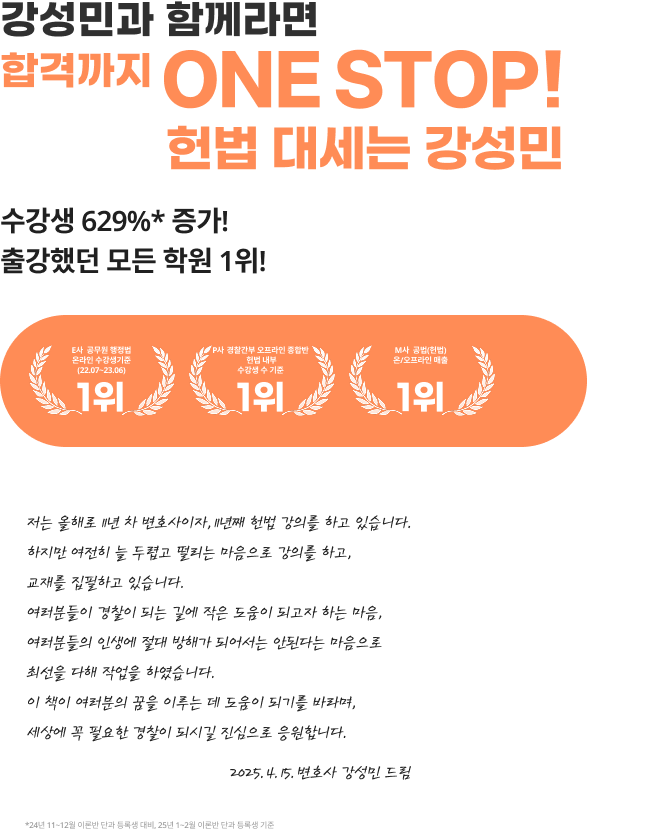 강성민과 함께라면
합격까지 ONE STOP!
헌법 대세는 강성민
수강생 629%* 증가!
출강했던 모든 학원 1위!
E사 공무원 행정법
온라인 수강생기준
(22.07~23.06)
1위
P사 경찰간부 오프라인 종합반
헌법 내부
수강생 수 기준
1위
M사 공법(헌법)
온/오프라인 매출
1위
저는 올해로 11년 차 변호사이자, 11년째 헌법 강의를 하고 있습니다.
하지만 여전히 늘 두렵고 떨리는 마음으로 강의를 하고,
교재를 집필하고 있습니다.
여러분들이 경찰이 되는 길에 작은 도움이 되고자 하는 마음,
여러분들의 인생에 절대 방해가 되어서는 안된다는 마음으로
최선을 다해 작업을 하였습니다.
이 책이 여러분의 꿈을 이루는 데 도움이 되기를 바라며,
세상에 꼭 필요한 경찰이 되시길 진심으로 응원합니다.
2025. 4. 15. 변호사 강성민 드림
*24년 11~12월 이론반 단과 등록생 대비, 25년 1~2월 이론반 단과 등록생 기준